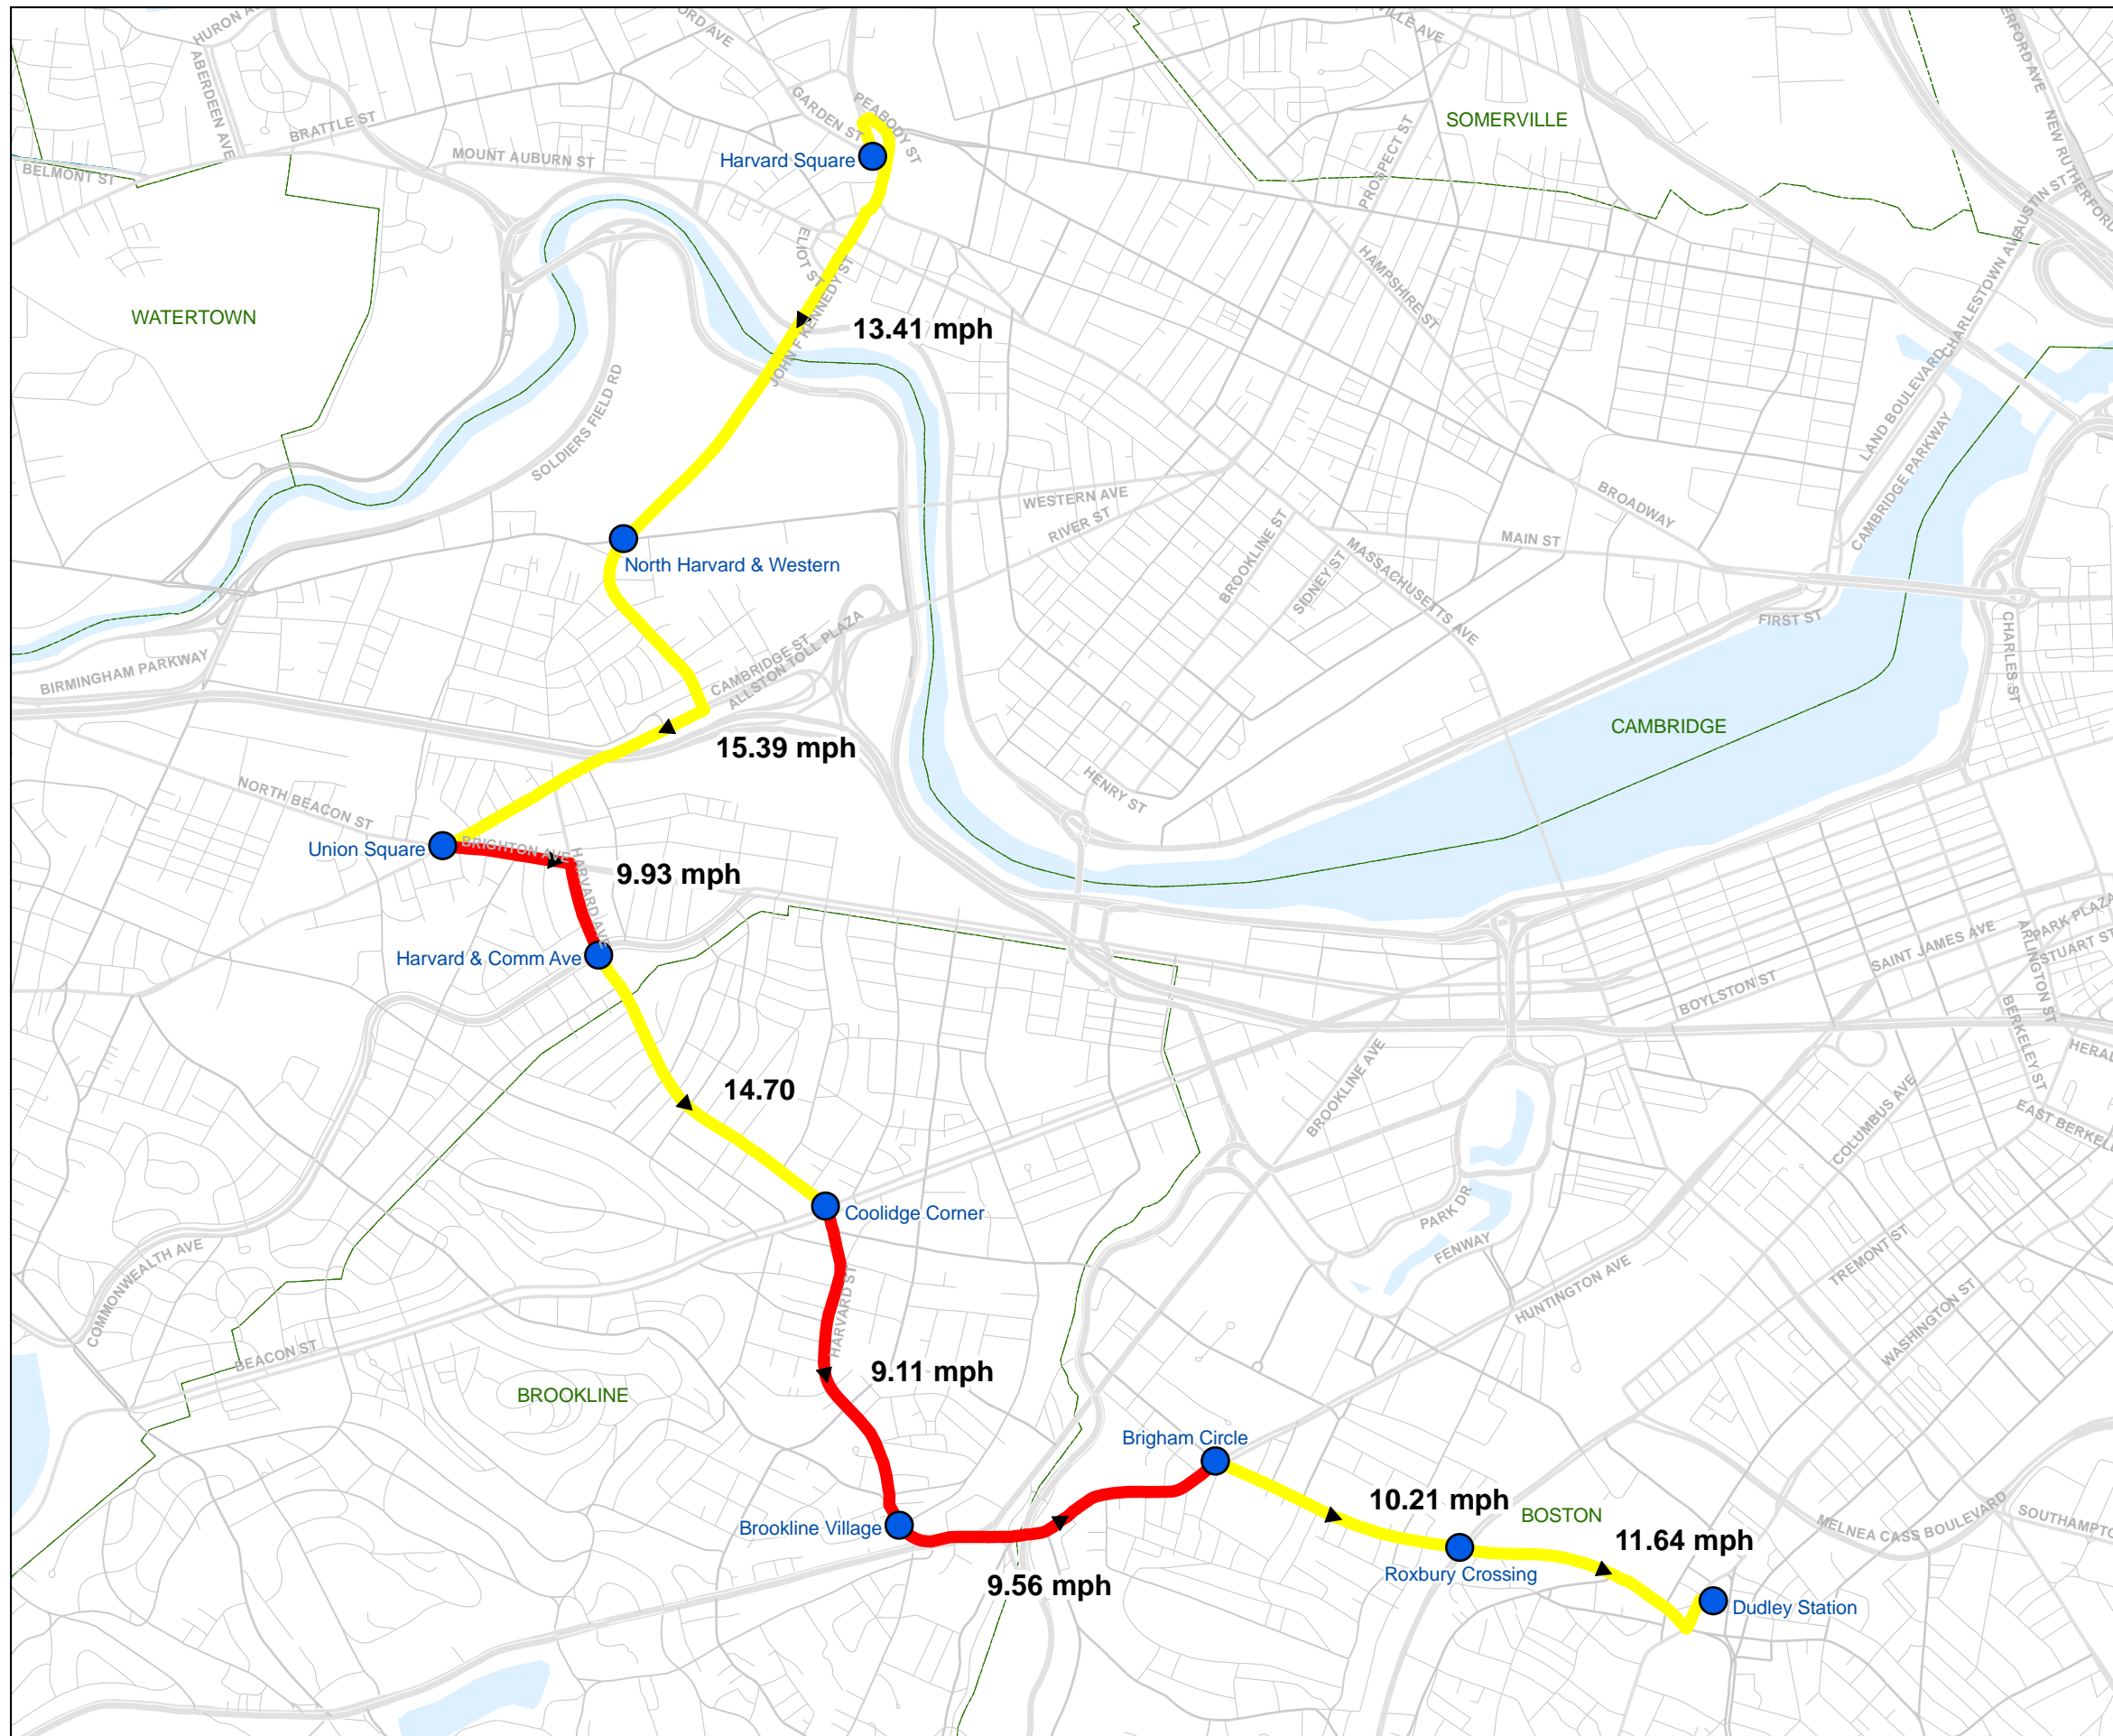 HURON
ABERDEEN AVE
BRATTLE ST
BELMONT ST
MOUNT AUBURN ST
GARDEN ST
PEABODY ST
Harvard Square
SOMERVILLE
PROSPECT ST
NEW RUTHERFORD
AUSTIN ST
CHARLESTOWN AVE
WATERTOWN
ELIOT ST
JOHN F KENNEDY ST
13.41 mph
HAMPSHIRE ST
LAND BOULEVARD
CAMBRIDGE PARKWAY
SOLDIERS FIELD RD
WESTERN AVE
RIVER ST
BROOKLINE ST
SIDNEY ST
MASSACHUSETTS AVE
MAIN ST
BROADWAY
North Harvard & Western
FIRST ST
CHARLES ST
BIRMINGHAM PARKWAY
CAMBRIDGE ST
ALLSTON TOLL PLAZA
15.39 mph
CAMBRIDGE
HENRY ST
NORTH BEACON ST
Union Square
BRIGHTON AVE
HARVARD AVE
9.93 mph
Harvard & Comm Ave
PARK PLAZA
STUART ST
SAINT JAMES AVE
ARLINGTON ST
BOYLSTON ST
BERKELEY ST
BROOKLINE AVE
14.70
COLUMBUS AVE
EAST BERKEL
Coolidge Corner
PARK DR
FENWAY
TREMONT ST
HUNTINGTON AVE
WASHINGTON ST
COMMONWEALTH AVE
BEACON ST
HARVARD ST
9.11 mph
BROOKLINE
Brigham Circle
10.21 mph
BOSTON
11.64 mph
MELNEA CASS BOULEVARD
SOUTHAMPTO
Brookline Village
9.56 mph
Roxbury Crossing
Dudley Station